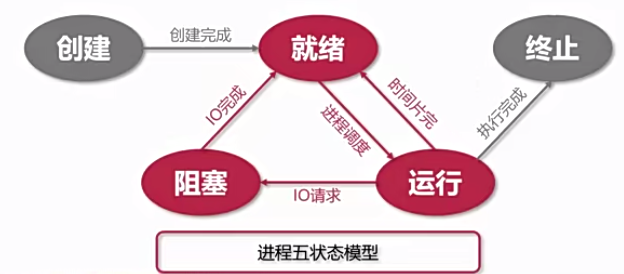 创建
创建完成
就绪
终止
IO完成
进程调度
时间片完
执行完成
阻塞
IO请求
运行
进程五状态模型